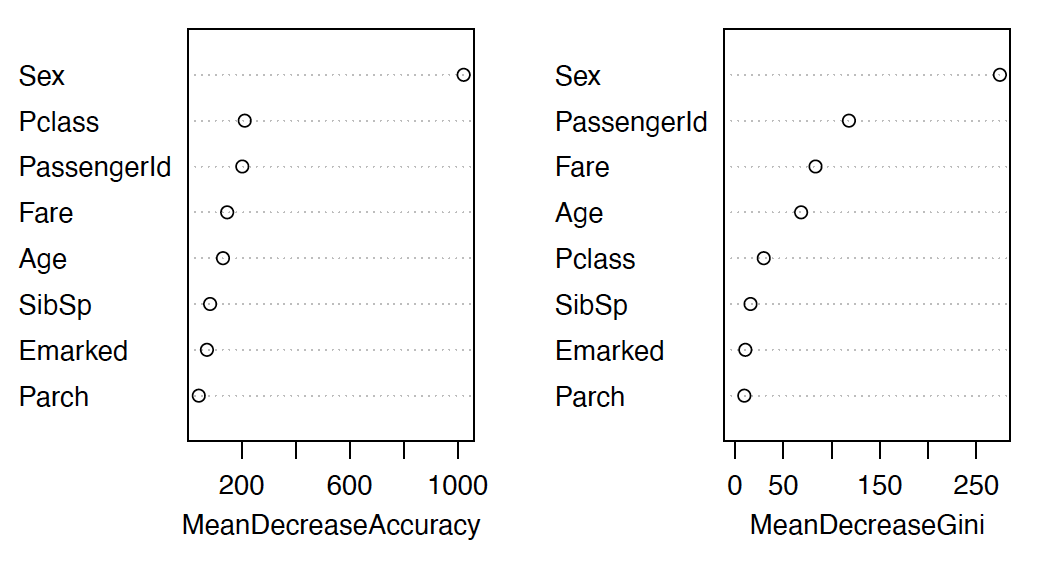 Sex
Pclass
PassengerId
Fare
Age
SibSp
Emarked
Parch
200 600 1000
MeanDecreaseAccuracy
Sex
PassengerId
Fare
Age
Pclass
SibSp
Emarked
Parch
0 50 150 250
MeanDecreaseGini